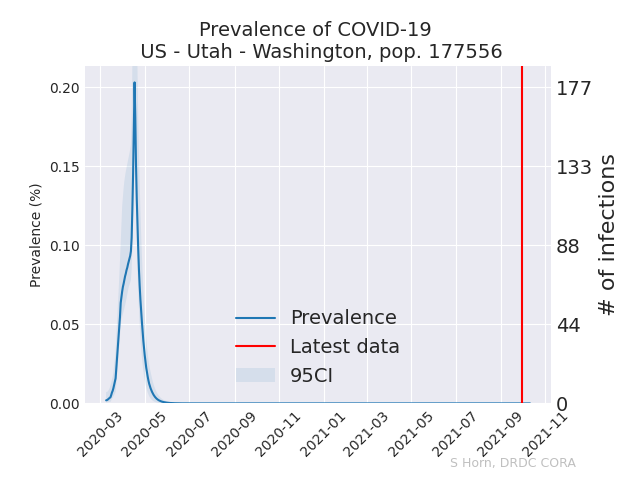 Prevalence of COVID-19
US - Utah - Washington, pop. 177556
0.20
0.15
0.10
0.05
0.00
Prevalence (%)
177
133
88
44
0
# of infections
Prevalence
Latest data
95CI
2020-03
2020-05
2020-07
2020-09
2020-11
2021-01
2021-03
2021-05
2021-07
2021-09
2021-11
S Horn, DRDC CORA